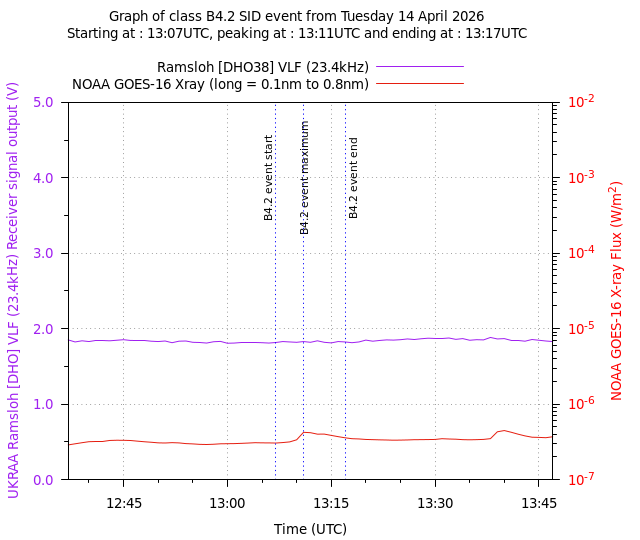 Graph of class B4.2 SID event from Tuesday 14 April 2026
Starting at : 13:07UTC, peaking at : 13:11UTC and ending at : 13:17UTC
Ramsloh [DHO38] VLF (23.4kHz)
NOAA GOES-16 Xray (long = 0.1nm to 0.8nm)
UKRAA Ramsloh [DHO] VLF (23.4kHz) Receiver signal output (V)
5.0
4.0
3.0
2.0
1.0
0.0
B4.2 event start
B4.2 event maximum
B4.2 event end
10-2
10-3
10-4
10-5
10-6
10-7
NOAA GOES-16 X-ray Flux (W/m2)
12:45 13:00 13:15 13:30 13:45
Time (UTC)